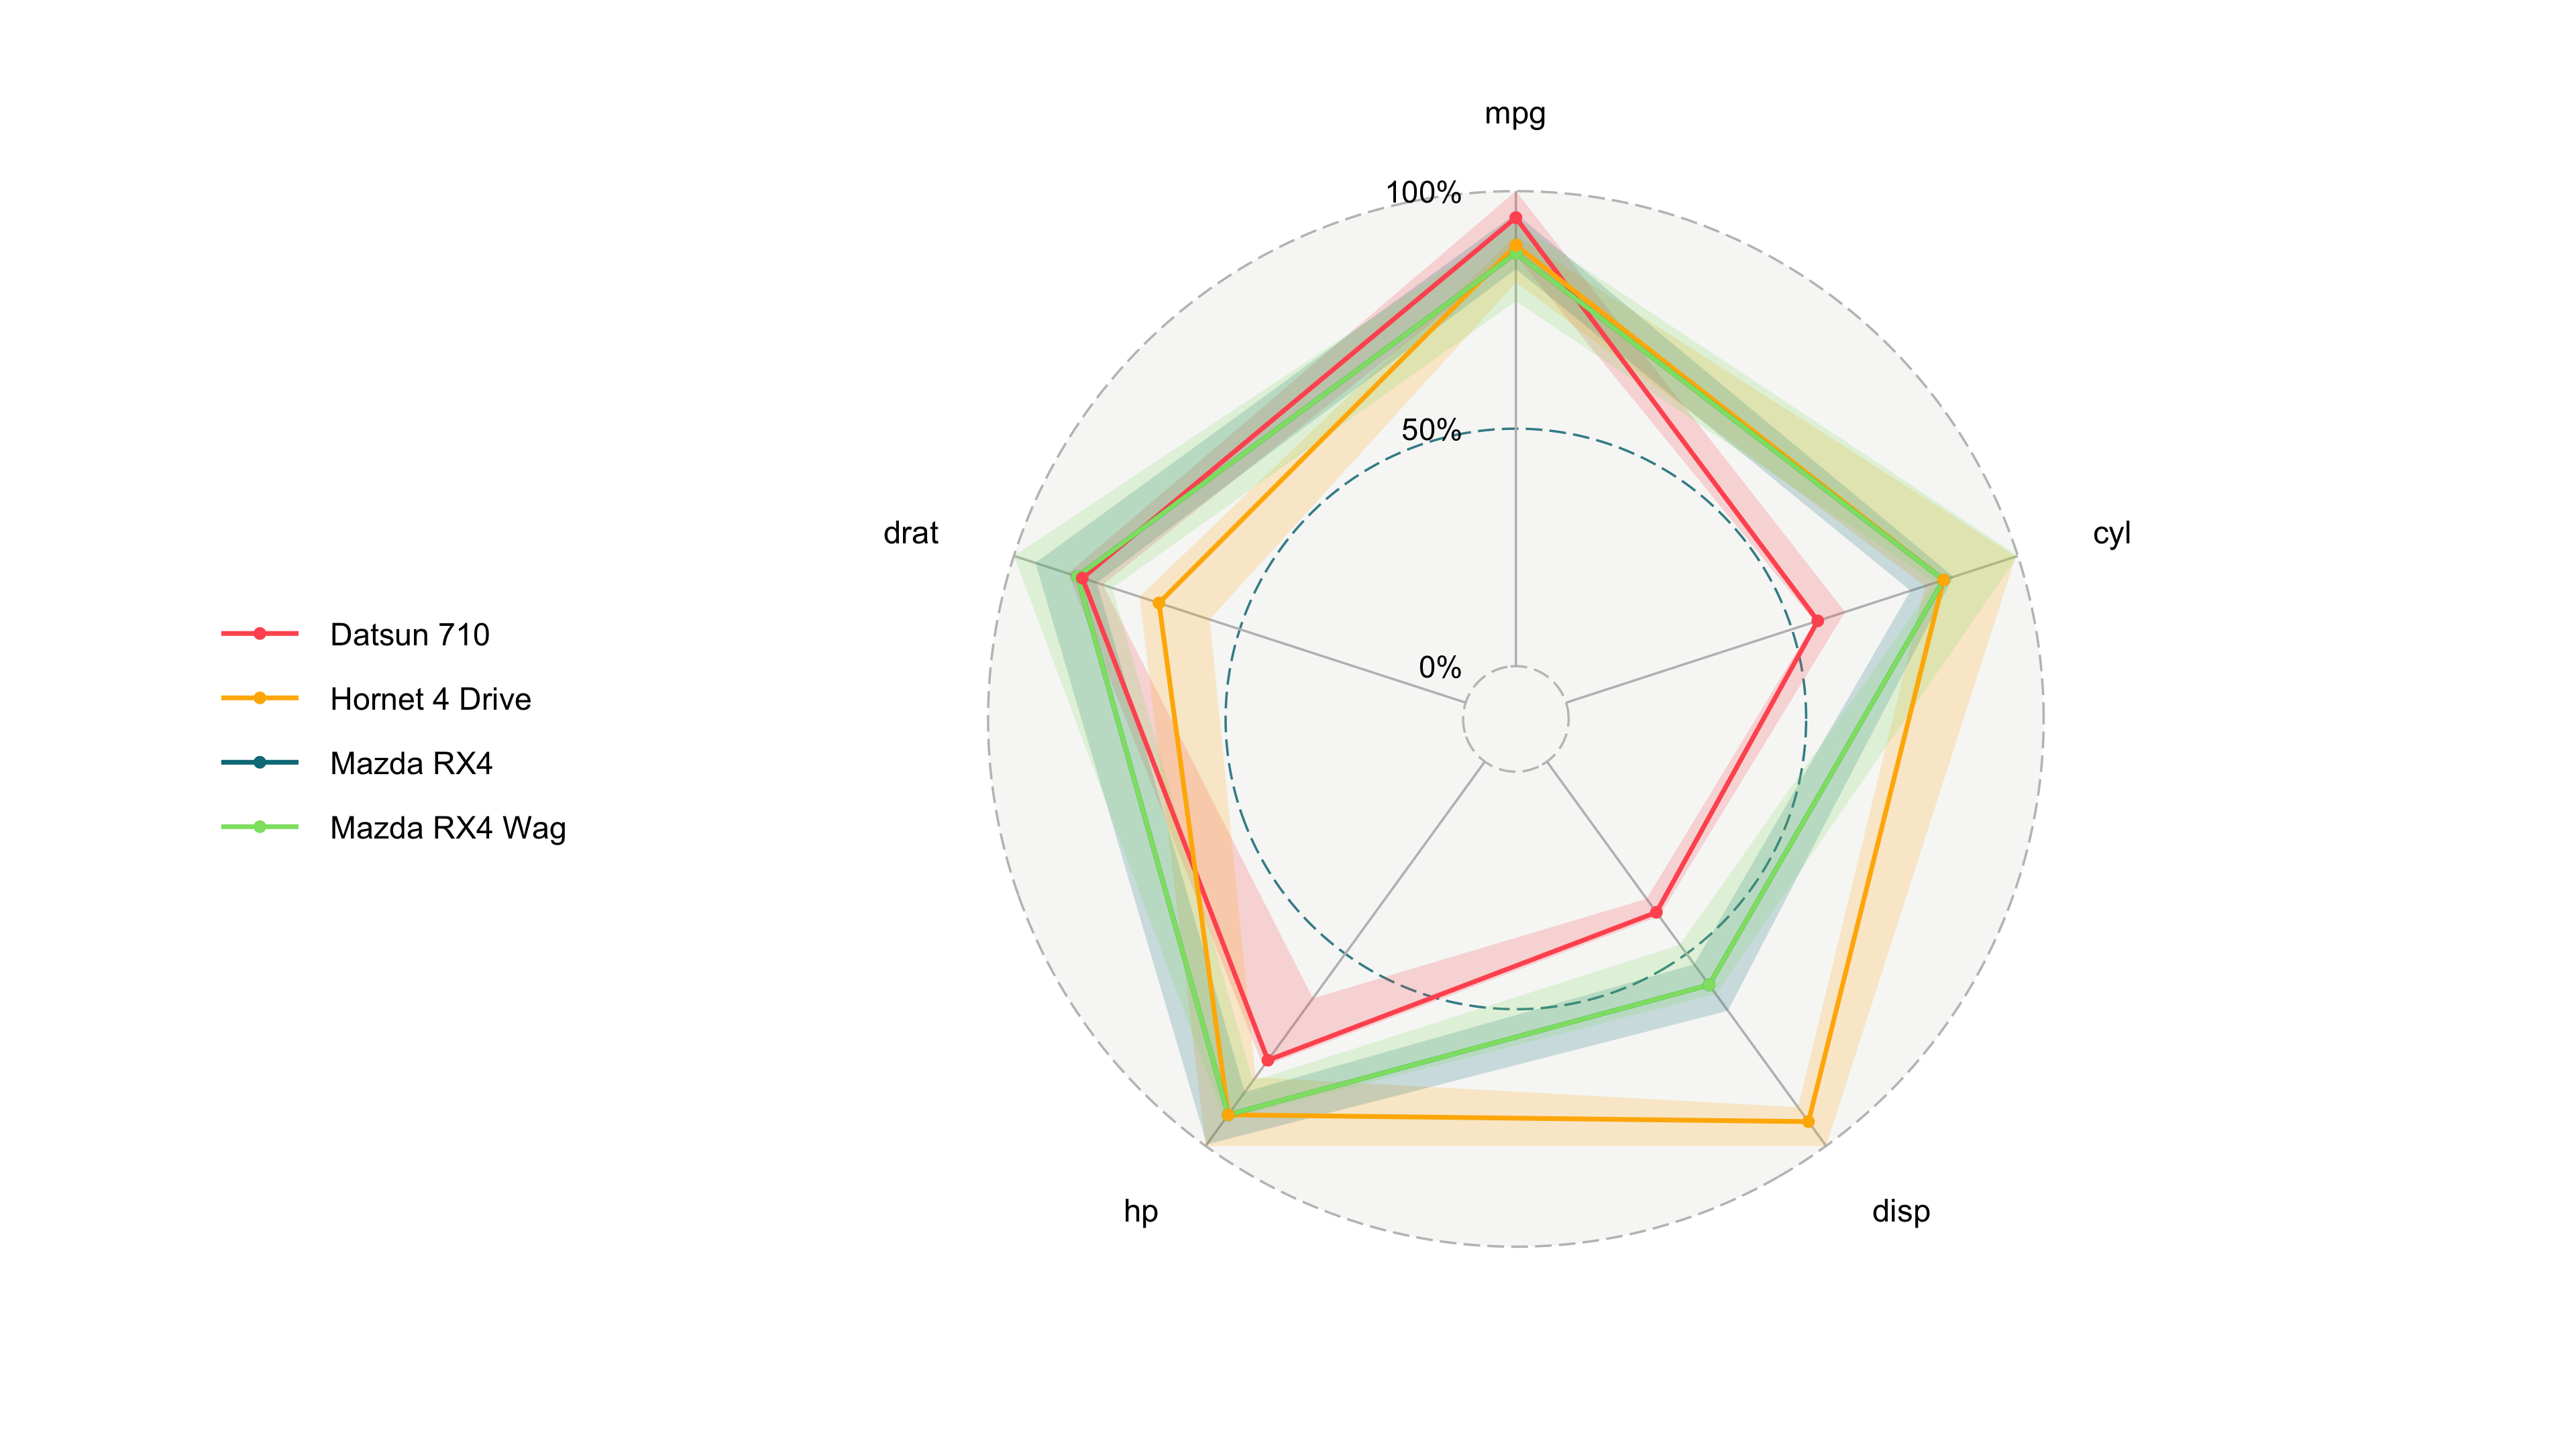 mpg
100%
50%
0%
cyl
drat
hp
disp
Datsun 710
Hornet 4 Drive
Mazda RX4
Mazda RX4 Wag